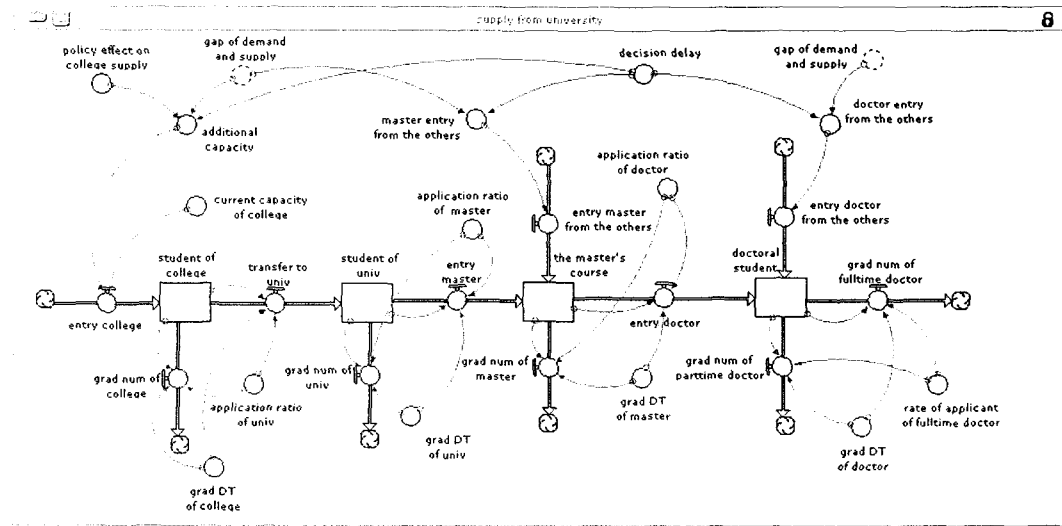 supply from university
8
policy effect on
college supply
gap of demand
and supply
decision delay
gap of demand
and supply
additional
capacity
master entry
from the others
doctor entry
from the others
application ratio
of doctor
current capacity
of college
application ratio
of master
entry master
from the others
entry doctor
from the others
student of
college
transfer to
univ
student of
univ
entry
master
the master's
course
doctoral
student
grad num of
fulltime doctor
entry college
entry doctor
grad num of
college
application ratio
of univ
grad num of
univ
grad DT
of univ
grad num of
master
grad DT
of master
grad num of
parttime doctor
rate of applicant
of fulltime doctor
grad DT
of doctor
grad DT
of college